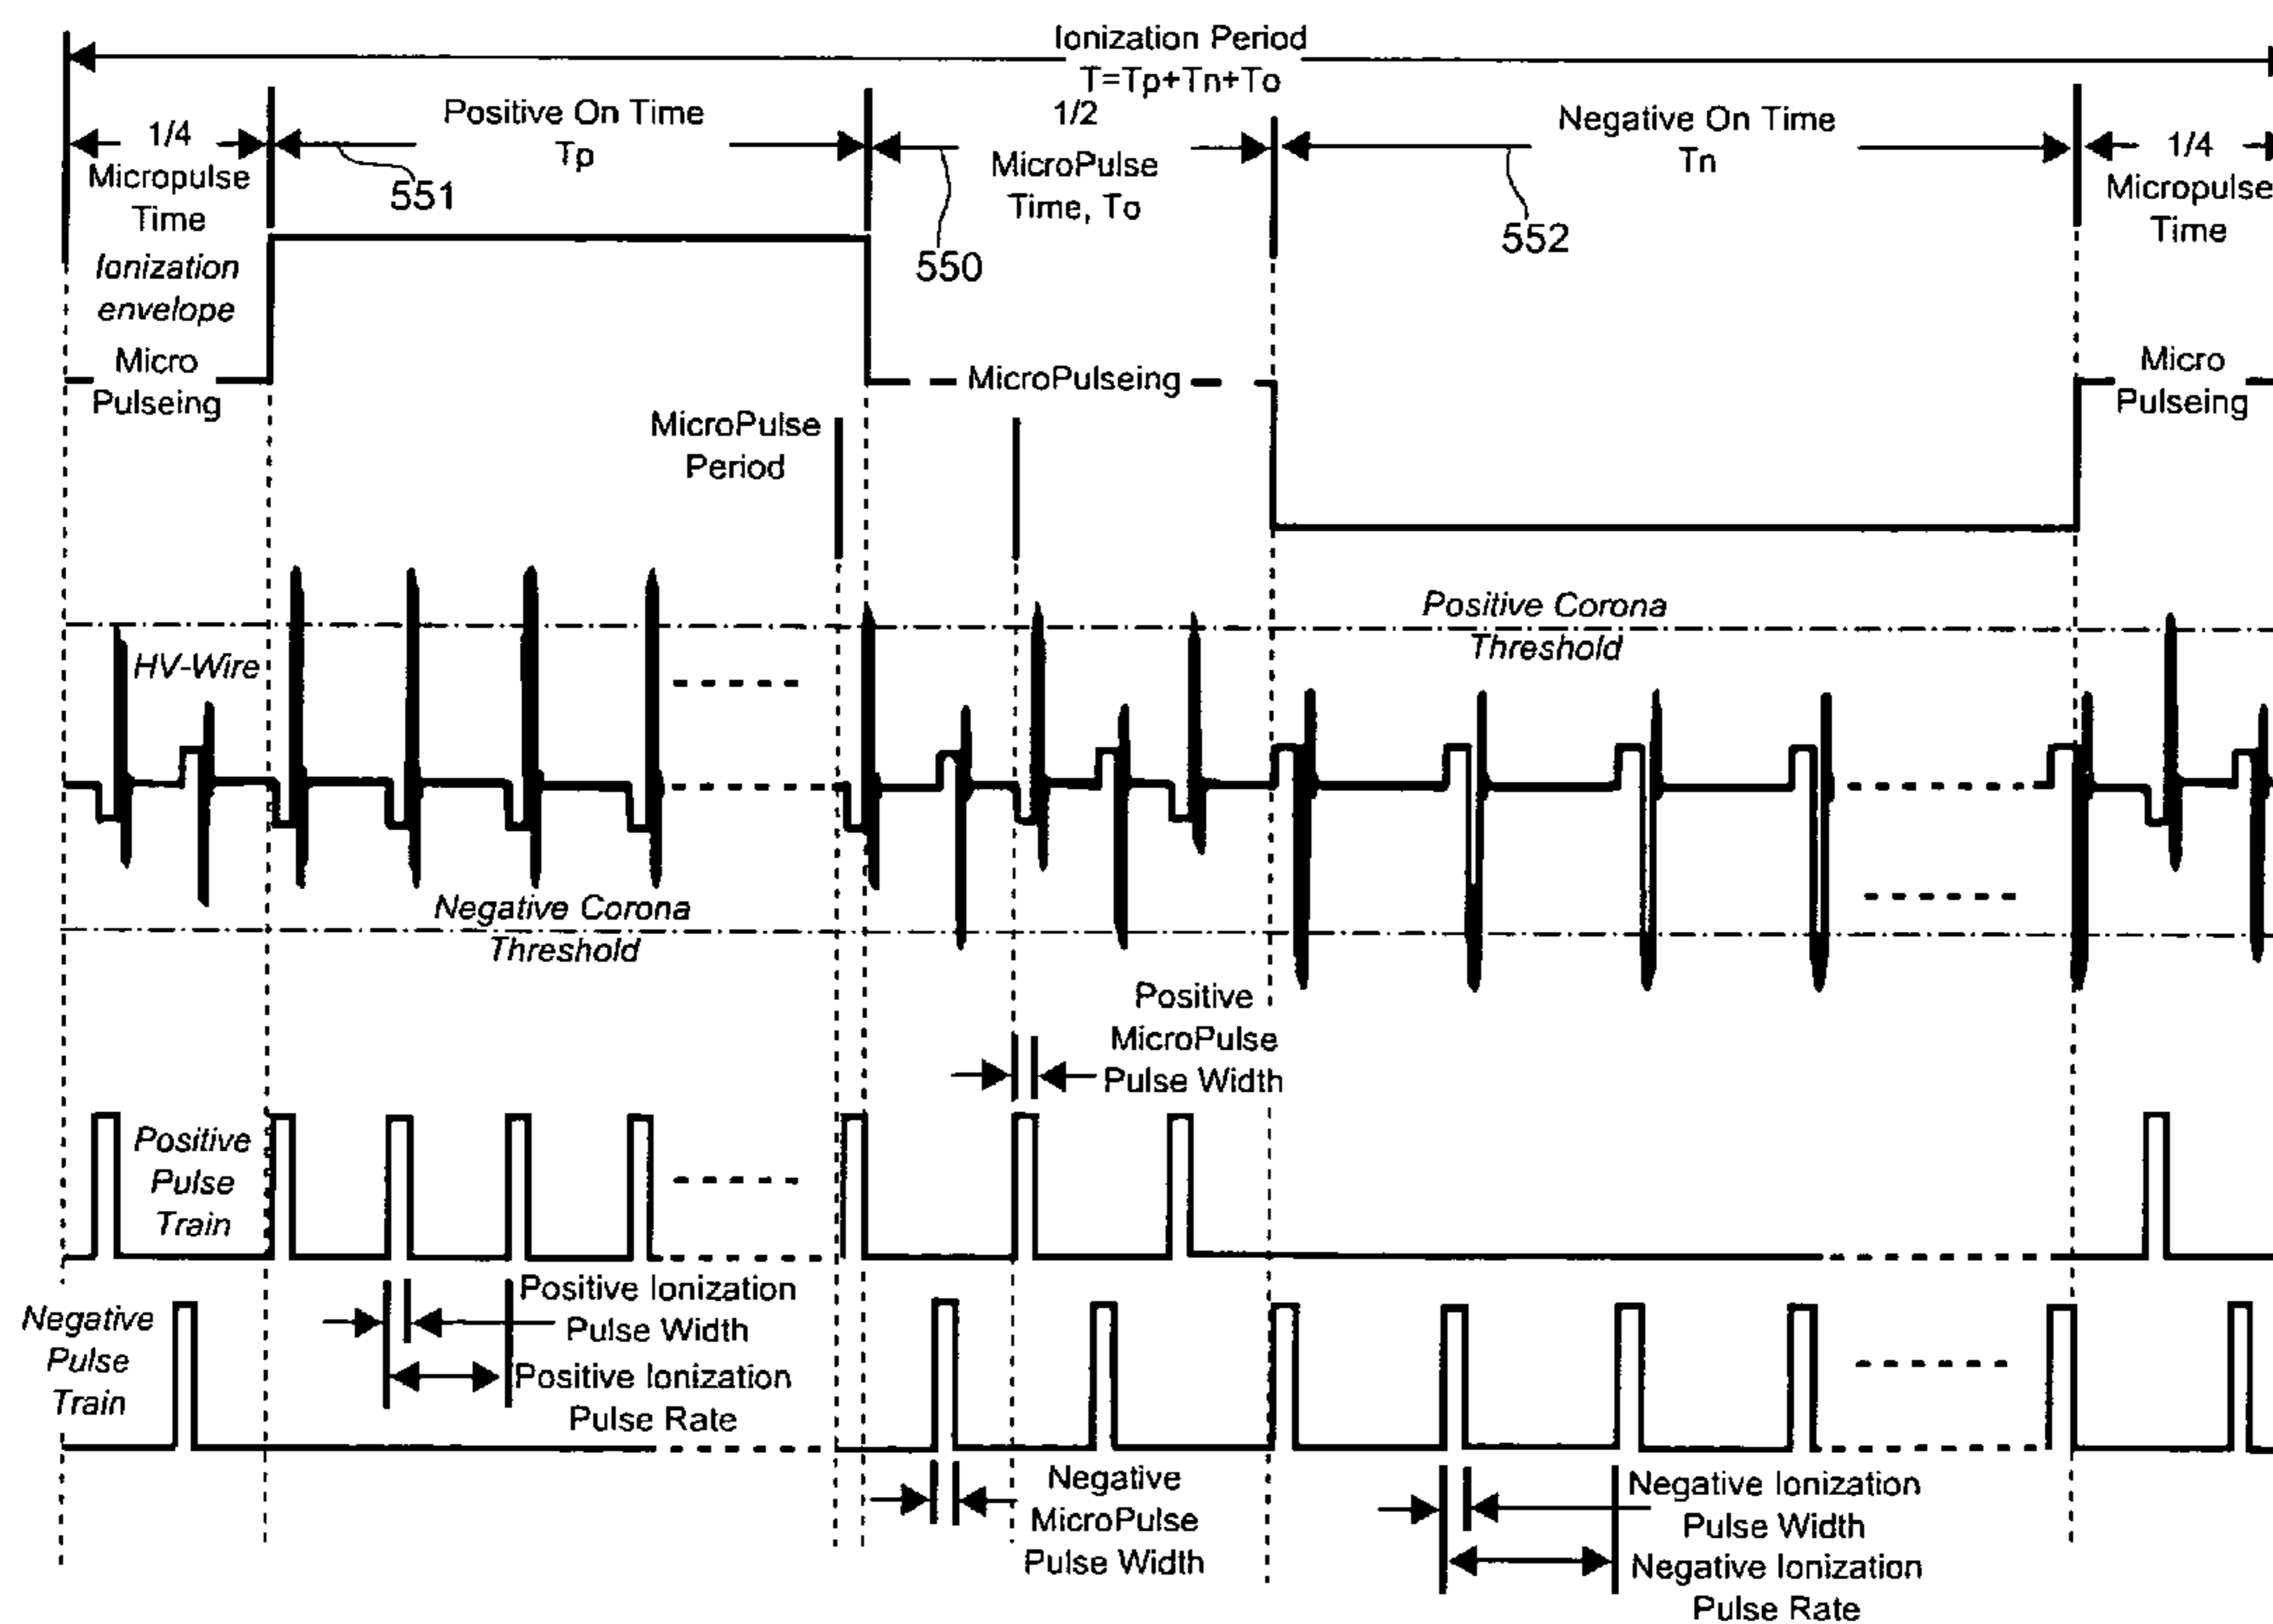 Ionization Period
T=Tp+Tn+To
1/4
Micropulse
Time
Positive On Time
Tp
1/2
MicroPulse
Time, To
Negative On Time
Tn
1/4
Micropulse
Time
551
550
552
Ionization
envelope
Micro
Pulseing
MicroPulseing
Micro
Pulseing
MicroPulse
Period
Positive Corona
Threshold
HV-Wire
Negative Corona
Threshold
Positive
MicroPulse
Pulse Width
Positive
Pulse
Train
Positive Ionization
Pulse Width
Positive Ionization
Pulse Rate
Negative
Pulse
Train
Negative
MicroPulse
Pulse Width
Negative Ionization
Pulse Width
Negative Ionization
Pulse Rate